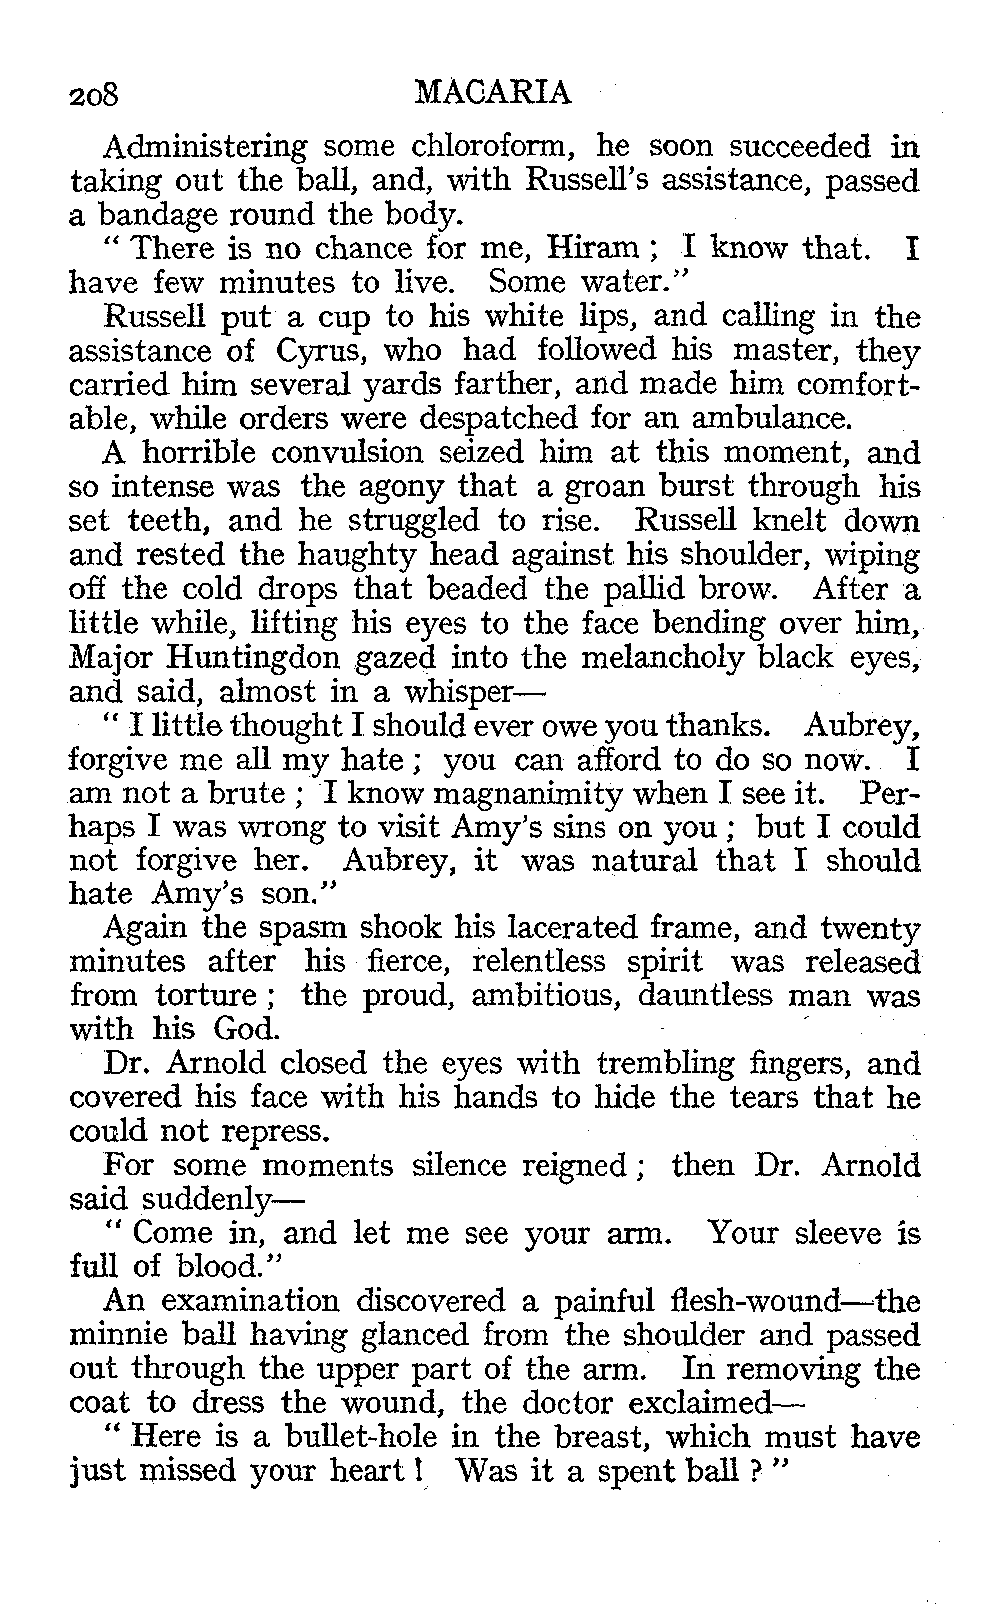 208 MACARIA
Administering some chloroform, he soon succeeded in
taking out the ball, and, with Russell's assistance, passed
a bandage round the body.
" There is no chance for me, Hiram ; I know that. I
have few minutes to live. Some water."
Russell put a cup to his white lips, and calling in the
assistance of Cyrus, who had followed his master, they
carried him several yards farther, and made him comfort-
able, while orders were despatched for an ambulance.
A horrible convulsion seized him at this moment, and
so intense was the agony that a groan burst through his
set teeth, and he struggled to rise. Russell knelt down
and rested the haughty head against his shoulder, wiping
off the cold drops that beaded the pallid brow. After a
little while, lifting his eyes to the face bending over him,
Major Huntingdon gazed into the melancholy black eyes,
and said, almost in a whisper—
" I little thought I should ever owe you thanks. Aubrey,
forgive me all my hate ; you can afford to do so now. I
am not a brute ; I know magnanimity when I see it. Per-
haps I was wrong to visit Amy's sins on you ; but I could
not forgive her. Aubrey, it was natural that I should
hate Amy's son."
Again the spasm shook his lacerated frame, and twenty
minutes after his fierce, relentless spirit was released
from torture ; the proud, ambitious, dauntless man was
with his God.
Dr. Arnold closed the eyes with trembling fingers, and
covered his face with his hands to hide the tears that he
could not repress.
For some moments silence reigned ; then Dr. Arnold
said suddenly—
" Come in, and let me see your arm. Your sleeve is
full of blood."
An examination discovered a painful flesh-wound—the
minnie ball having glanced from the shoulder and passed
out through the upper part of the arm. In removing the
coat to dress the wound, the doctor exclaimed—
" Here is a bullet-hole in the breast, which must have
just missed your heart ! Was it a spent ball ? "